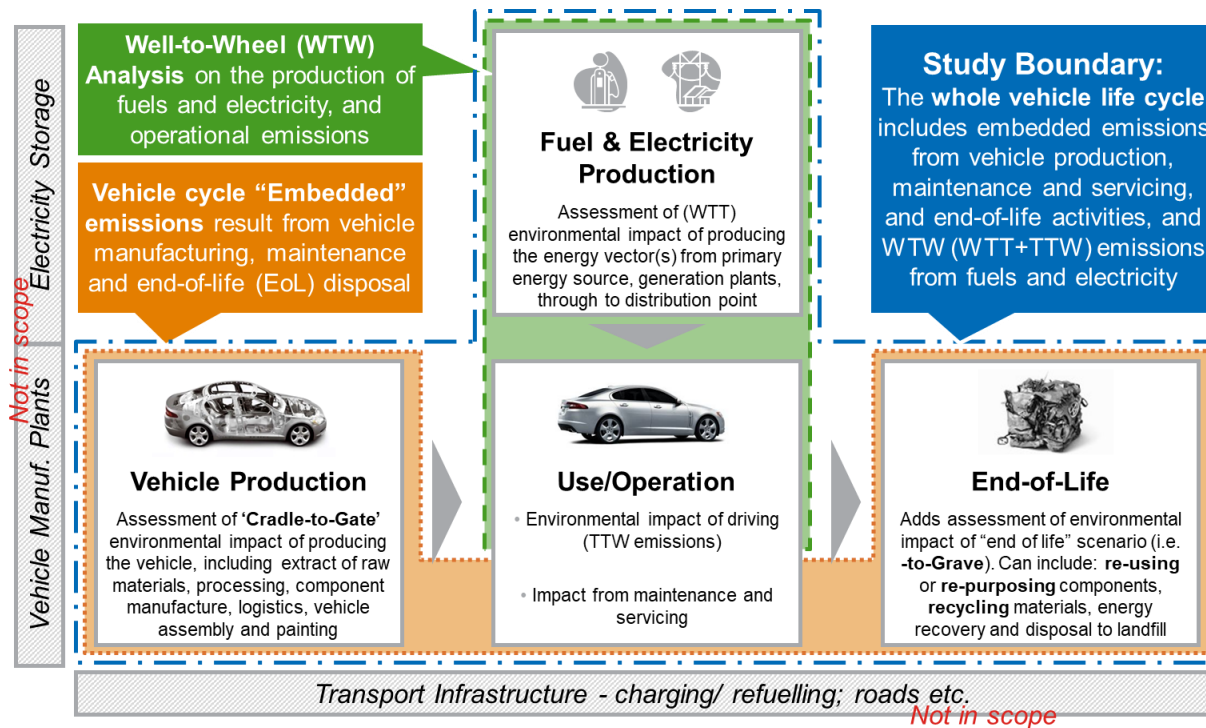 Well-to-Wheel (WTW)
Analysis on the production of
fuels and electricity, and
operational emissions
Vehicle cycle “Embedded”
emissions result from vehicle
manufacturing, maintenance
and end-of-life (EoL) disposal
Fuel & Electricity
Production
Assessment of (WTT)
environmental impact of producing
the energy vector(s) from primary
energy source, generation plants,
through to distribution point
Study Boundary:
The whole vehicle life cycle
includes embedded emissions
from vehicle production,
maintenance and servicing,
and end-of-life activities, and
WTW (WTT+TTW) emissions
from fuels and electricity
Electricity Storage
Not in scope
Vehicle Manuf. Plants
Vehicle Production
Assessment of ‘Cradle-to-Gate’
environmental impact of producing
the vehicle, including extract of raw
materials, processing, component
manufacture, logistics, vehicle
assembly and painting
Use/Operation
• Environmental impact of driving
(TTW emissions)
• Impact from maintenance and
servicing
End-of-Life
Adds assessment of environmental
impact of “end of life” scenario (i.e.
-to-Grave). Can include: re-using
or re-purposing components,
recycling materials, energy
recovery and disposal to landfill
Transport Infrastructure - charging/ refuelling; roads etc.
Not in scope